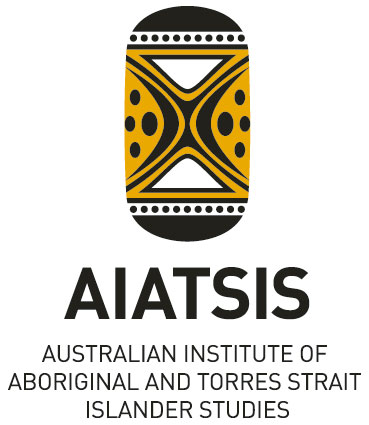 AIATSIS
AUSTRALIAN INSTITUTE OF
ABORIGINAL AND TORRES STRAIT
ISLANDER STUDIES